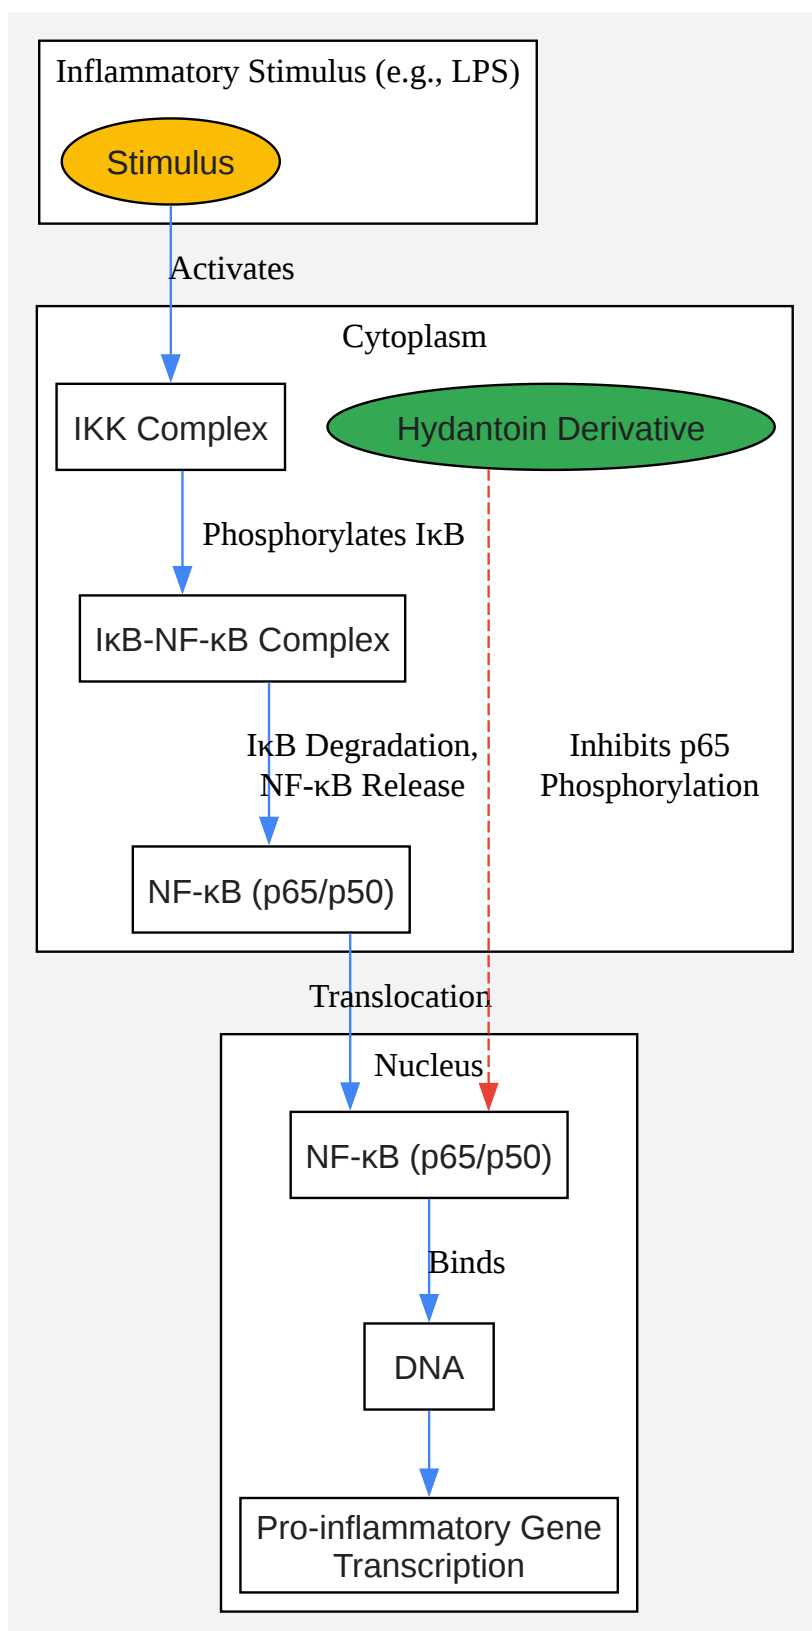 Inflammatory Stimulus (e.g., LPS)
Stimulus
Activates
Cytoplasm
IKK Complex
Hydantoin Derivative
Phosphorylates IκB
IκB-NF-κB Complex
IκB Degradation,
NF-κB Release
Inhibits p65
Phosphorylation
NF-κB (p65/p50)
Translocation
Nucleus
NF-κB (p65/p50)
Binds
DNA
Pro-inflammatory Gene
Transcription